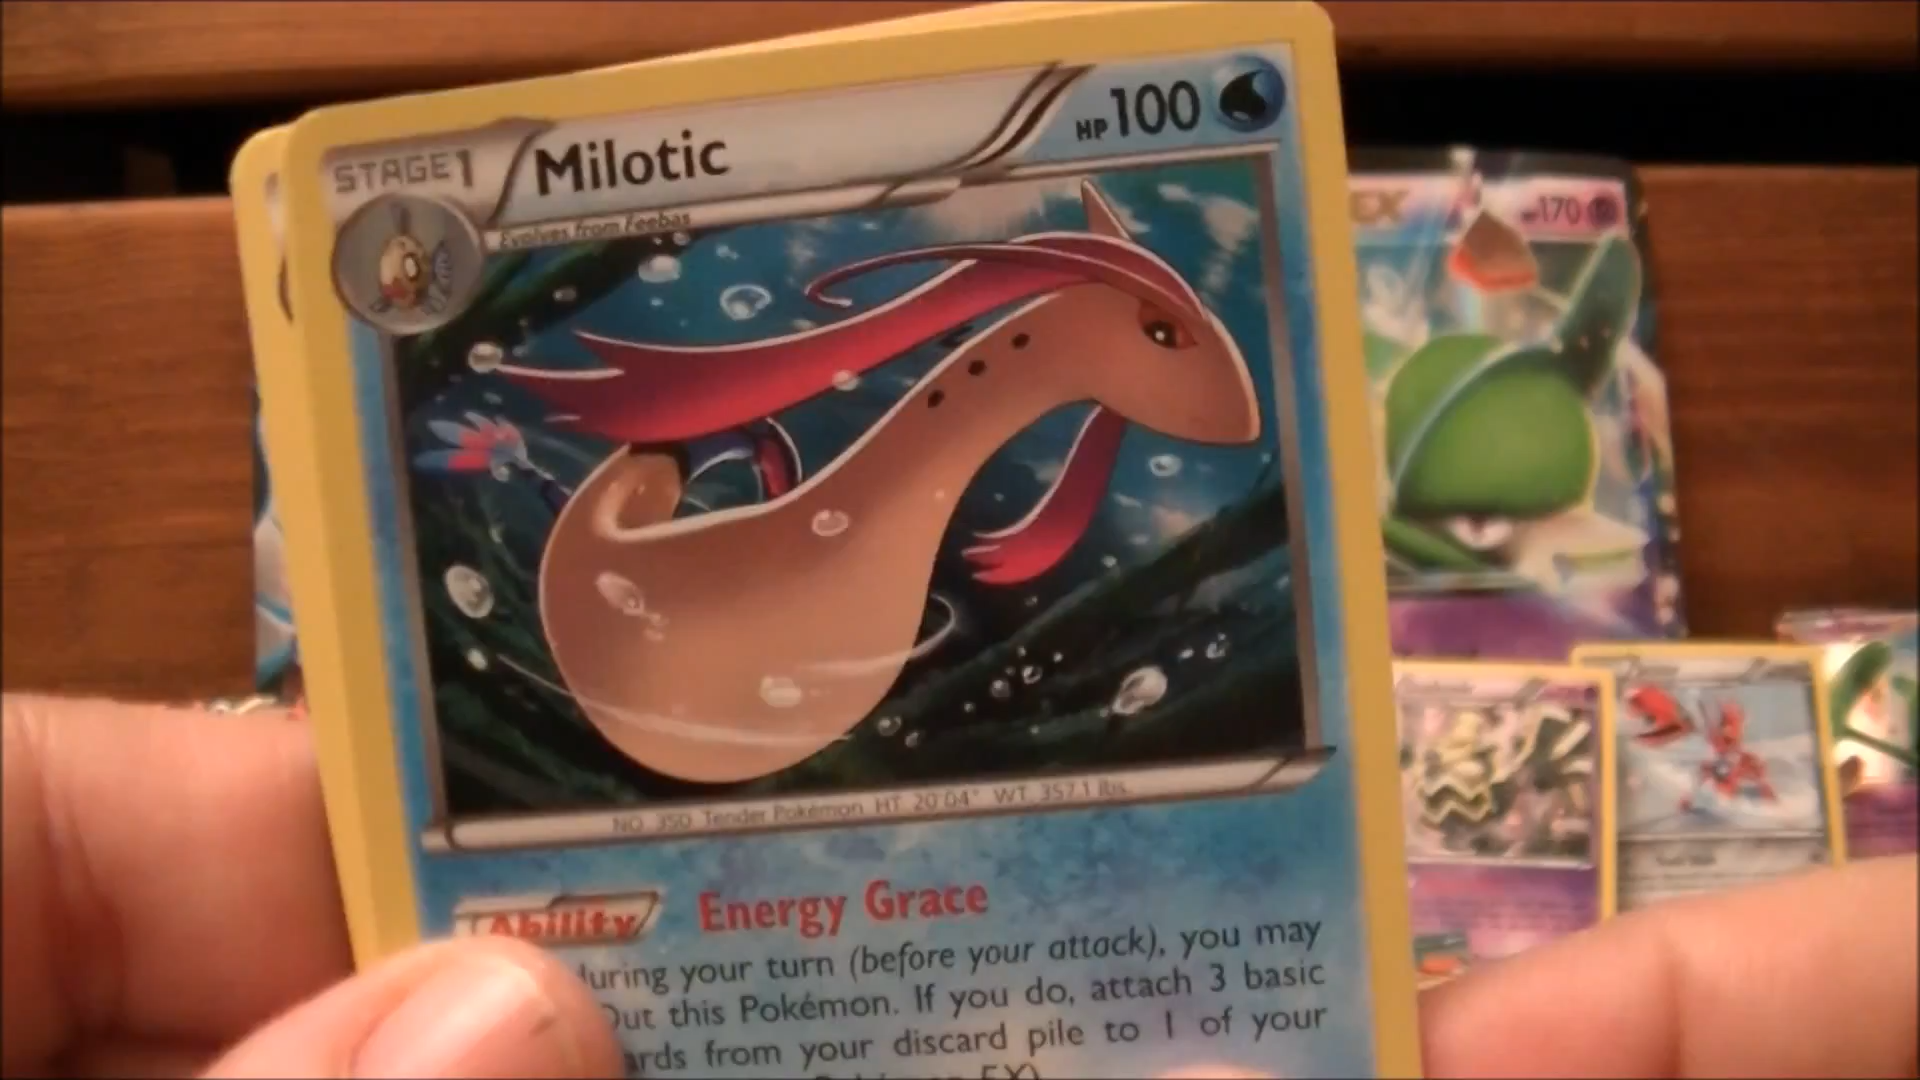 STAGE1 Milotic HP100
Evolves from Feebas
EX HP170
NO. 350 Tender Pokémon HT. 20'04" WT. 357.1 lbs.
Ability Energy Grace
during your turn (before your attack), you may
Out this Pokémon. If you do, attach 3 basic
ards from your discard pile to 1 of your
EX)